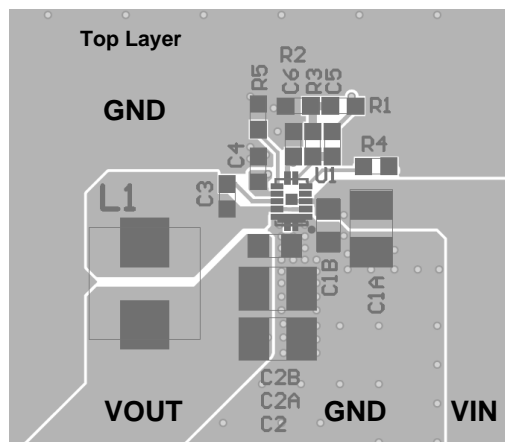 Top Layer
R2
R5
C6
R3
C5
R1
GND
C4
R4
U1
C3
L1
C1B
C1A
C2B
C2A
C2
VOUT
GND
VIN